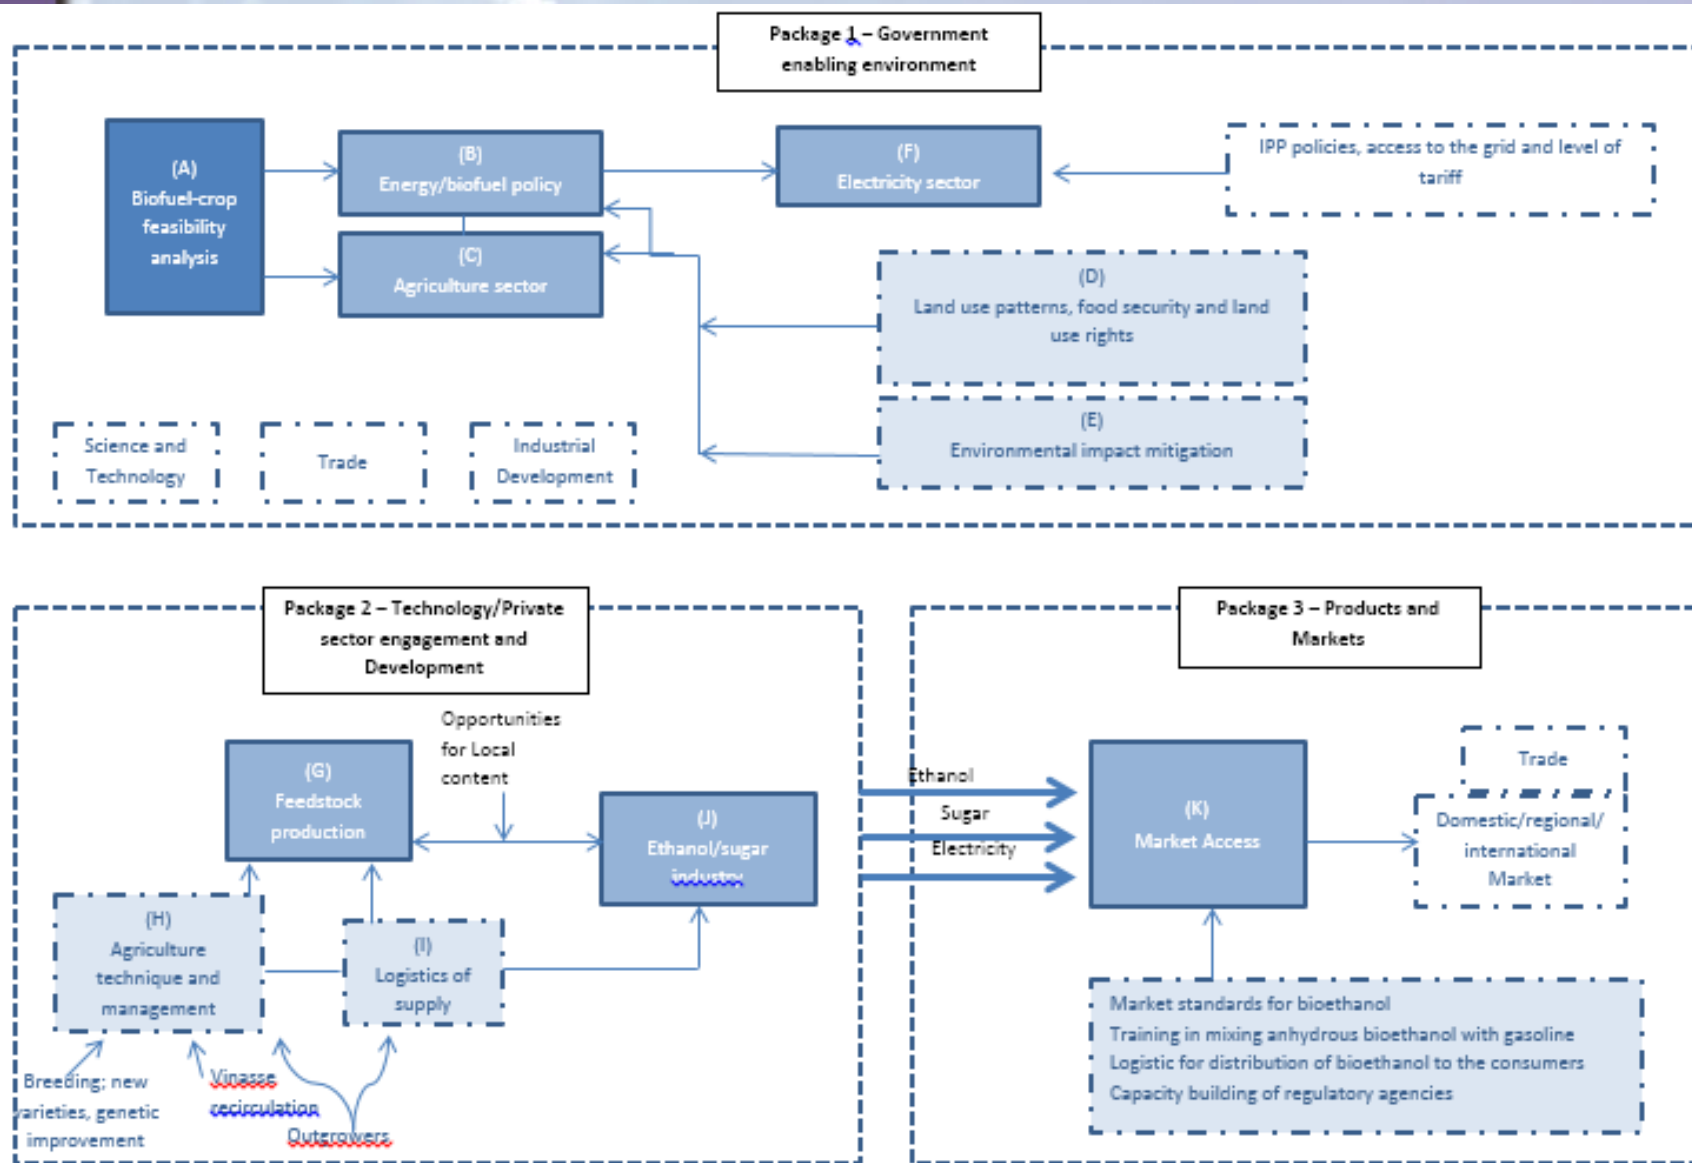 Package 1 – Government
enabling environment
(A)
Biofuel-crop
feasibility
analysis
(B)
Energy/biofuel policy
(C)
Agriculture sector
(F)
Electricity sector
IPP policies, access to the grid and level of
tariff
(D)
Land use patterns, food security and land
use rights
(E)
Environmental impact mitigation
Science and
Technology
Trade
Industrial
Development
Package 2 – Technology/Private
sector engagement and
Development
Opportunities
for Local
content
(G)
Feedstock
production
(J)
Ethanol/sugar
industry
(H)
Agriculture
technique and
management
(I)
Logistics of
supply
Breeding; new
varieties, genetic
improvement
Vinasse
recirculation
Outgrowers
Package 3 – Products and
Markets
Ethanol
Sugar
Electricity
(K)
Market Access
Trade
Domestic/regional/
international
Market
Market standards for bioethanol
Training in mixing anhydrous bioethanol with gasoline
Logistic for distribution of bioethanol to the consumers
Capacity building of regulatory agencies